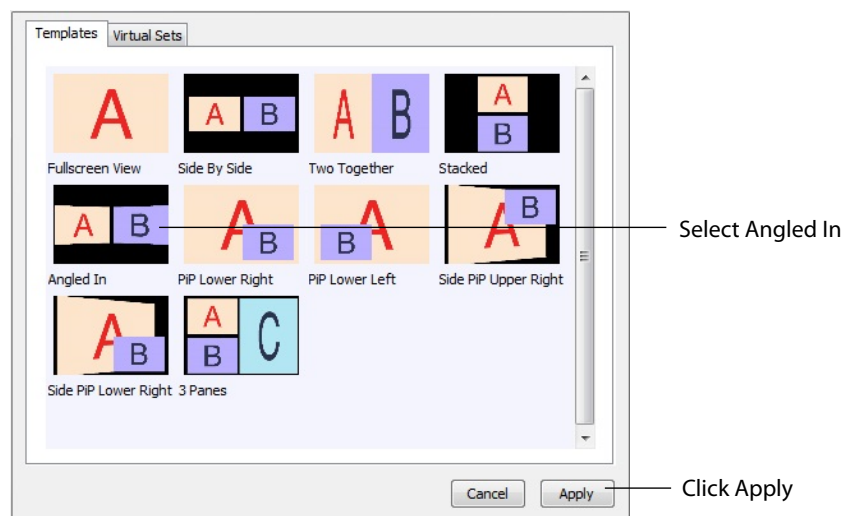 Templates Virtual Sets
A A B A B A B
Fullscreen View Side By Side Two Together Stacked
A B A B A B A B
Select Angled In
Angled In PiP Lower Right PiP Lower Left Side PiP Upper Right
A B A B C
Side PiP Lower Right 3 Panes
Cancel Apply
Click Apply